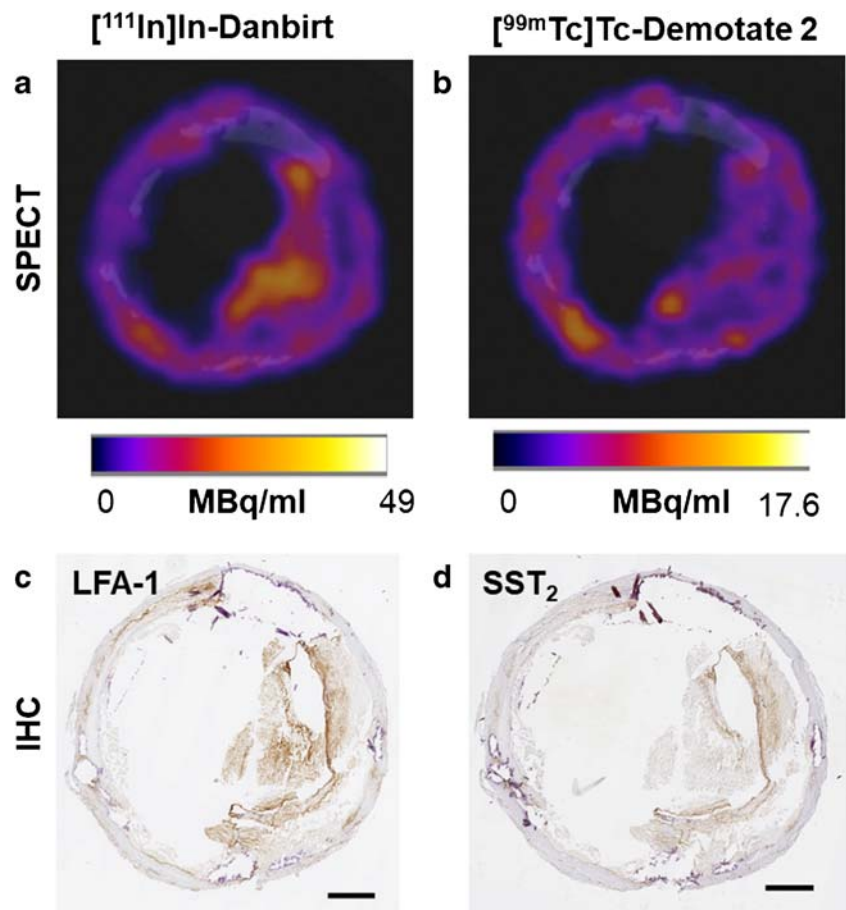 [¹¹¹In]In-Danbirt
[⁹⁹ᵐTc]Tc-Demotate 2
a
b
SPECT
0 MBq/ml 49
0 MBq/ml 17.6
c LFA-1
d SST₂
IHC